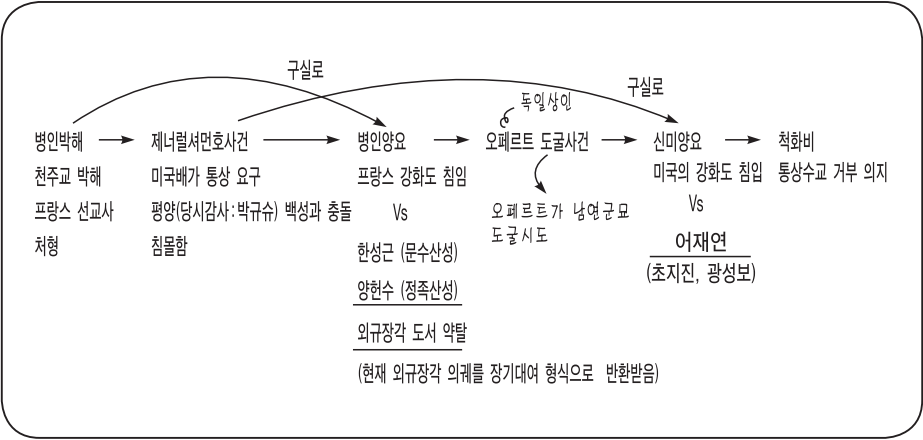 구실로
구실로
독일상인
병인박해
천주교 박해
프랑스 선교사
처형
제너럴셔먼호사건
미국배가 통상 요구
평양(당시감사:박규슈) 백성과 충돌
침몰함
병인양요
프랑스 강화도 침임
Vs
한성근 (문수산성)
양헌수 (정족산성)
외규장각 도서 약탈
(현재 외규장각 의궤를 장기대여 형식으로 반환받음)
오페르트 도굴사건
오페르트가 남연군묘
도굴시도
신미양요
미국의 강화도 침입
Vs
어재연
(초지진, 광성보)
척화비
통상수교 거부 의지